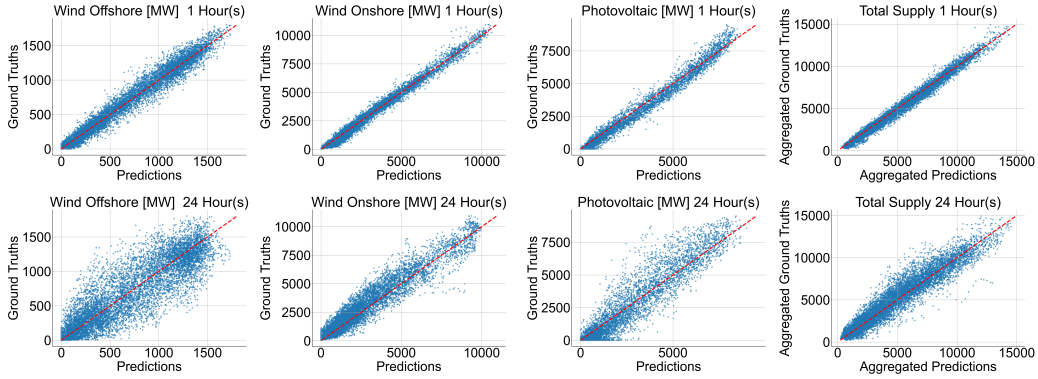 Wind Offshore [MW]  1 Hour(s)
Ground Truths
1500
1000
500
0
0 500 1000 1500
Predictions
Wind Onshore [MW] 1 Hour(s)
Ground Truths
10000
7500
5000
2500
0
0 5000 10000
Predictions
Photovoltaic [MW] 1 Hour(s)
Ground Truths
7500
5000
2500
0
5000
Predictions
Total Supply 1 Hour(s)
Aggregated Ground Truths
15000
10000
5000
0
0 5000 10000 15000
Aggregated Predictions
Wind Offshore [MW]  24 Hour(s)
Ground Truths
1500
1000
500
0
0 500 1000 1500
Predictions
Wind Onshore [MW] 24 Hour(s)
Ground Truths
10000
7500
5000
2500
0
0 5000 10000
Predictions
Photovoltaic [MW] 24 Hour(s)
Ground Truths
7500
5000
2500
0
5000
Predictions
Total Supply 24 Hour(s)
Aggregated Ground Truths
15000
10000
5000
0
0 5000 10000 15000
Aggregated Predictions